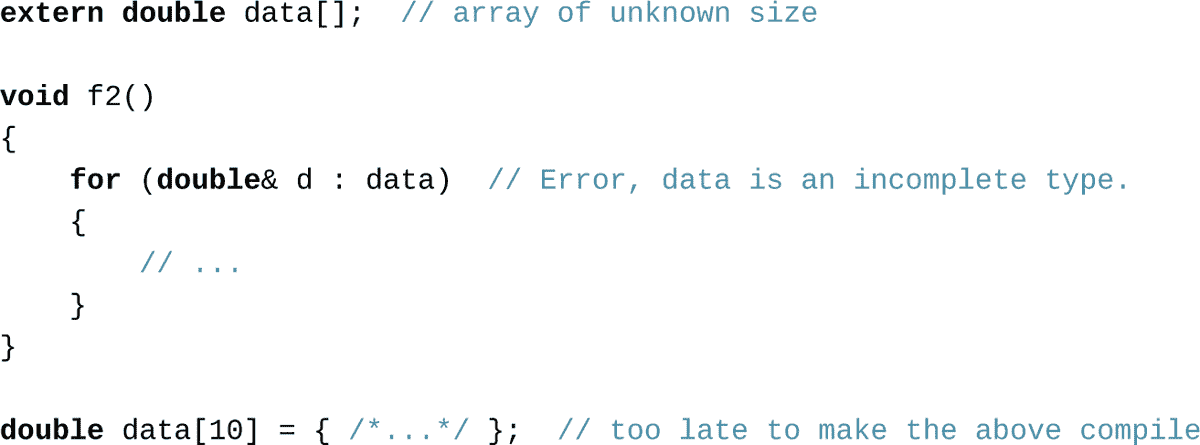 extern double data[];  // array of unknown size
void f2()
{
    for (double& d : data)  // Error, data is an incomplete type.
    {
        // ...
    }
}
double data[10] = { /*...*/ };  // too late to make the above compile